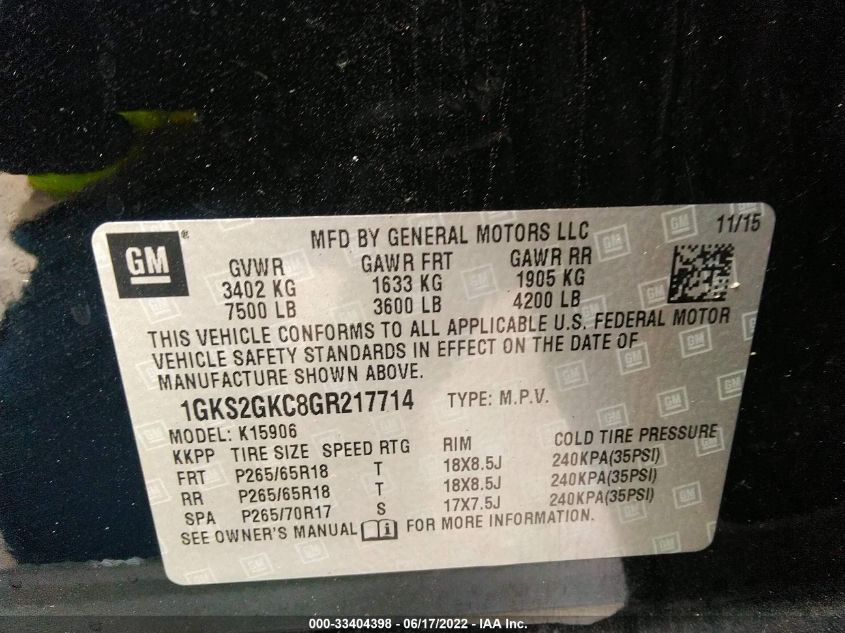 GM
®
MFD BY GENERAL MOTORS LLC
11/15
GVWR GAWR FRT GAWR RR
3402 KG 1633 KG 1905 KG
7500 LB 3600 LB 4200 LB
THIS VEHICLE CONFORMS TO ALL APPLICABLE U.S. FEDERAL MOTOR
VEHICLE SAFETY STANDARDS IN EFFECT ON THE DATE OF
MANUFACTURE SHOWN ABOVE.
1GKS2GKC8GR217714 TYPE: M.P.V.
MODEL: K15906
KKPP TIRE SIZE SPEED RTG RIM COLD TIRE PRESSURE
FRT P265/65R18 T 18X8.5J 240KPA(35PSI)
RR P265/65R18 T 18X8.5J 240KPA(35PSI)
SPA P265/70R17 S 17X7.5J 240KPA(35PSI)
SEE OWNER'S MANUAL i FOR MORE INFORMATION.
000-33404398 - 06/17/2022 - © IAA Inc.